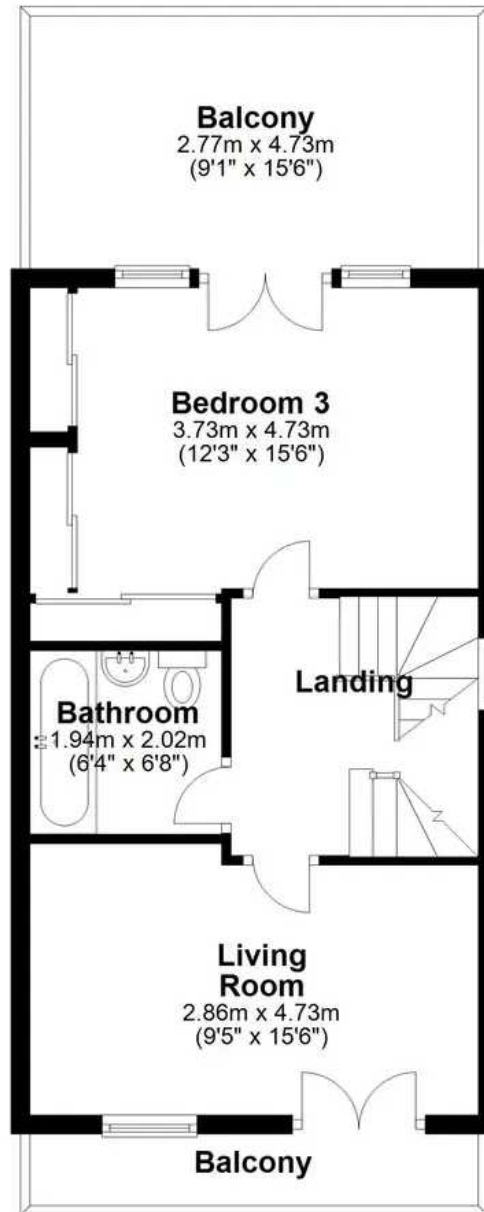 Balcony
2.77m x 4.73m
(9'1" x 15'6")
Bedroom 3
3.73m x 4.73m
(12'3" x 15'6")
Landing
Bathroom
1.94m x 2.02m
(6'4" x 6'8")
Living
Room
2.86m x 4.73m
(9'5" x 15'6")
Balcony